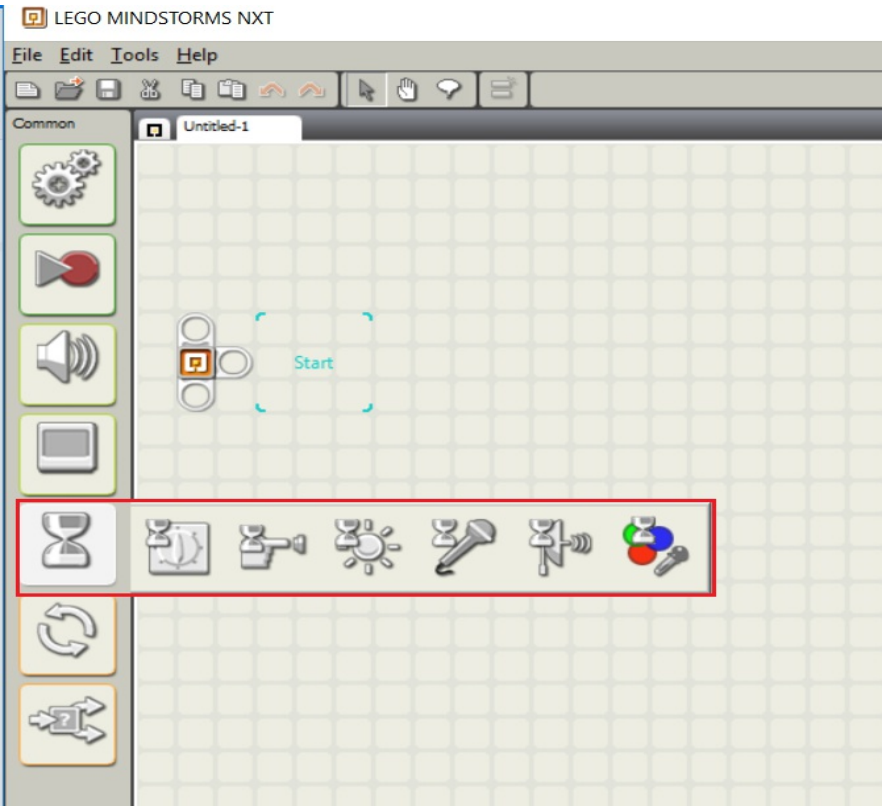 LEGO MINDSTORMS NXT
File Edit Tools Help
Common
Untitled-1
Start
?